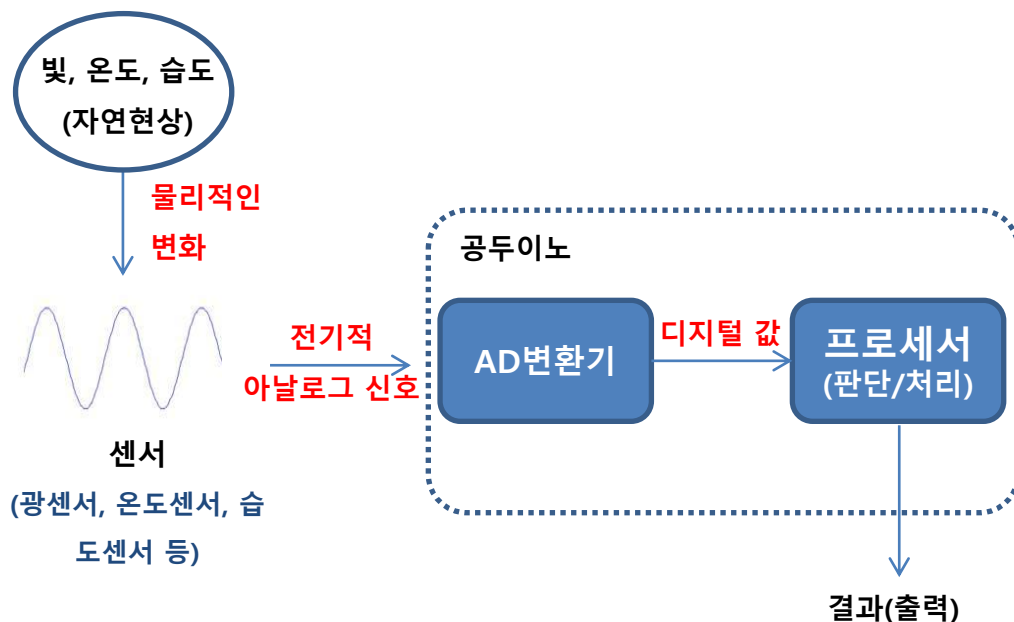 빛, 온도, 습도
(자연현상)
물리적인
변화
공두이노
전기적
아날로그 신호
AD변환기
디지털 값
프로세서
(판단/처리)
센서
(광센서, 온도센서, 습
도센서 등)
결과(출력)